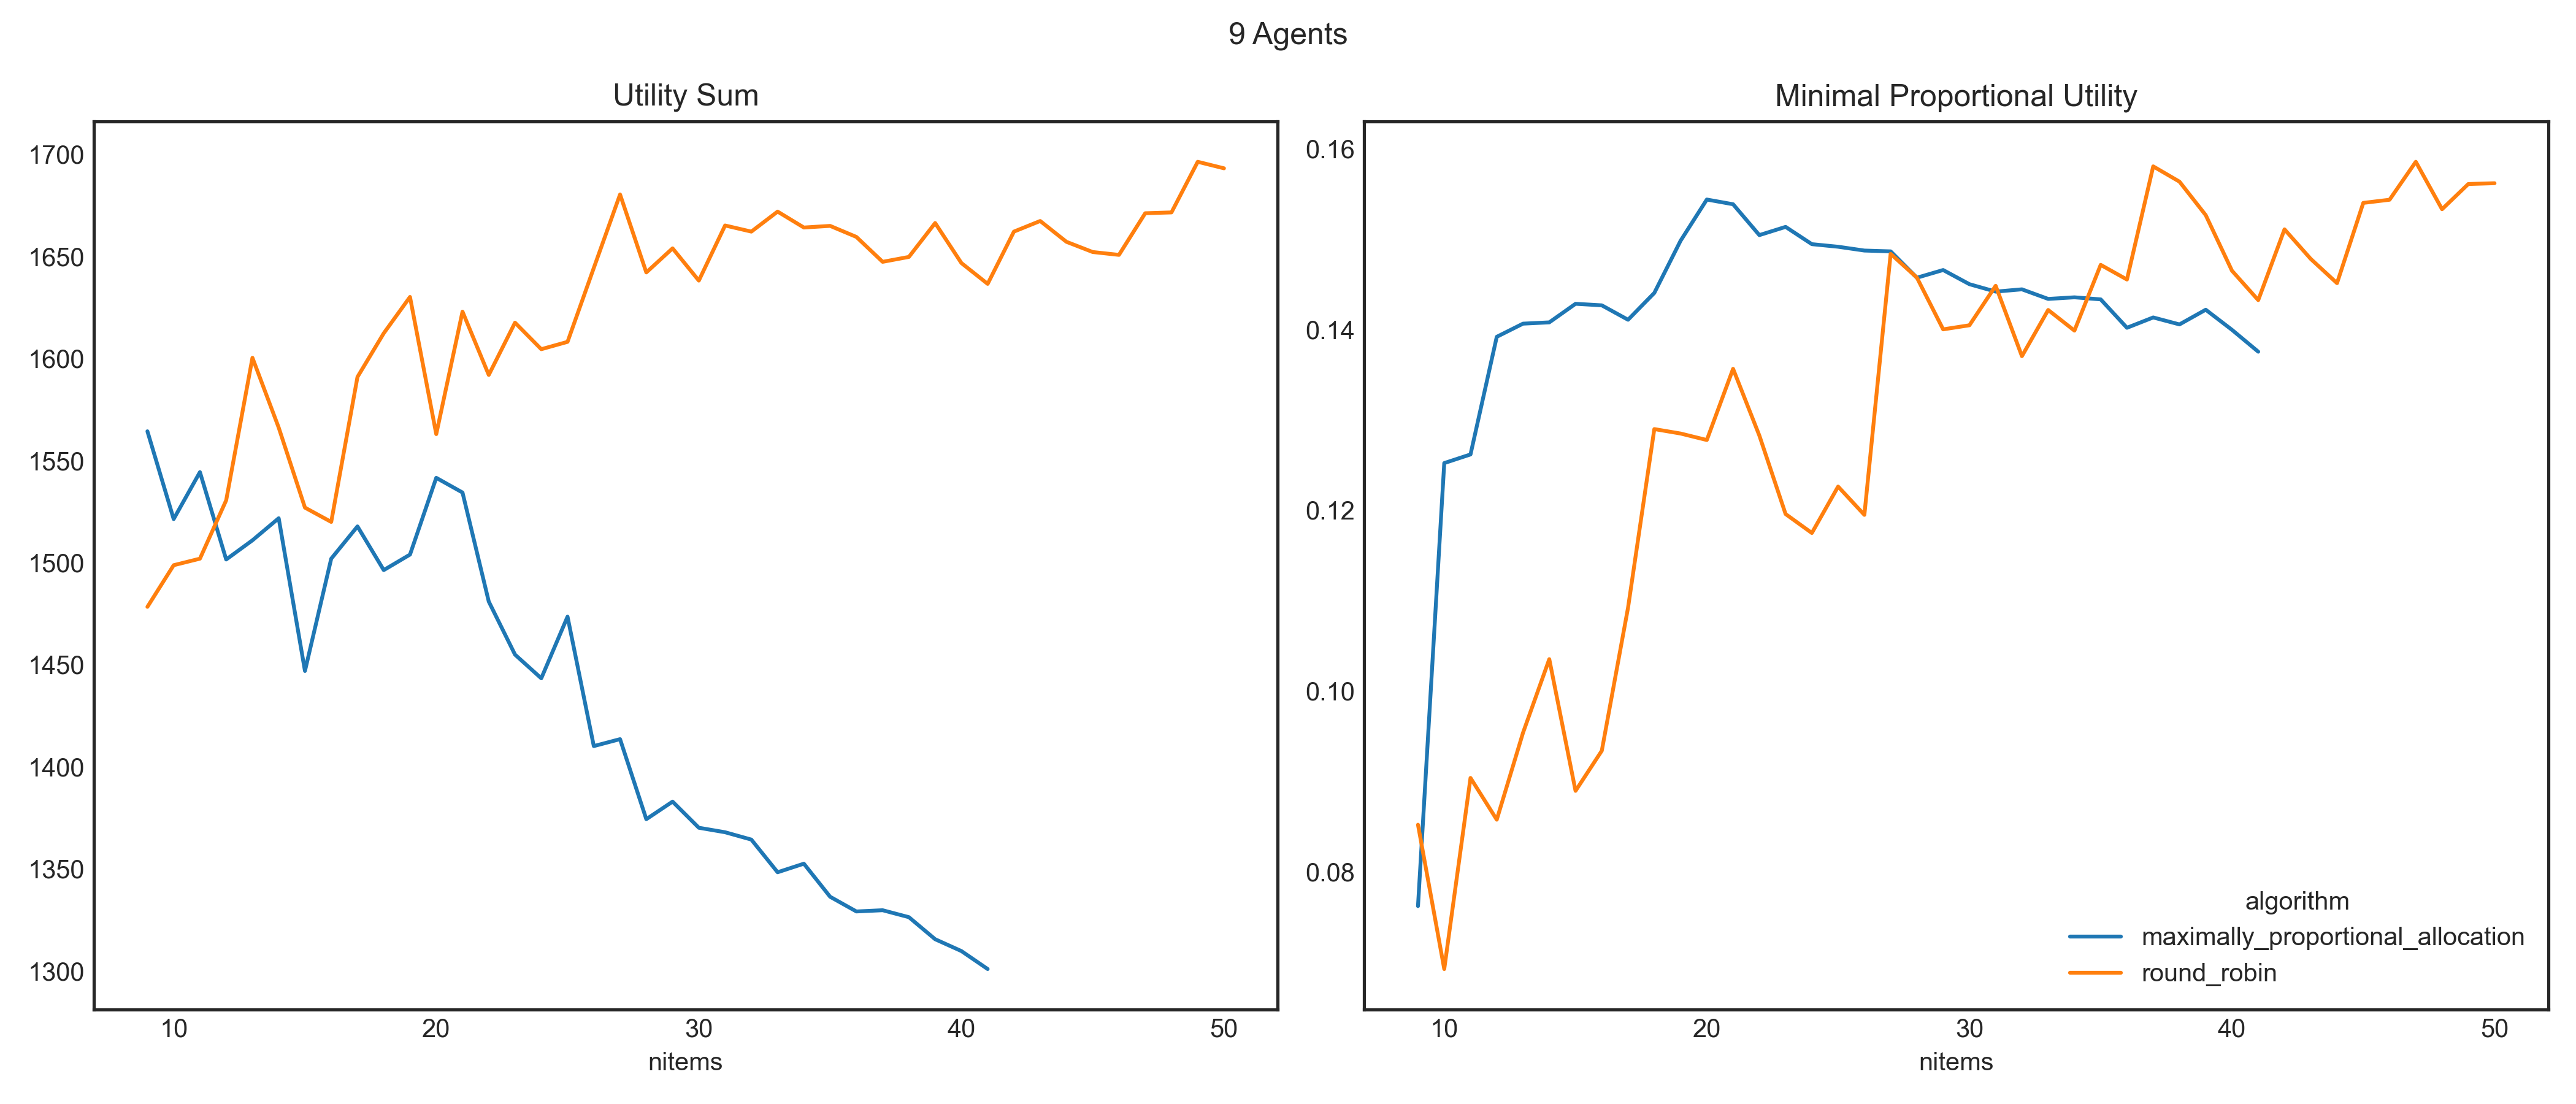 9 Agents
Utility Sum
1700
1650
1600
1550
1500
1450
1400
1350
1300
10 20 30 40 50
nitems
Minimal Proportional Utility
0.16
0.14
0.12
0.10
0.08
algorithm
maximally_proportional_allocation
round_robin
10 20 30 40 50
nitems